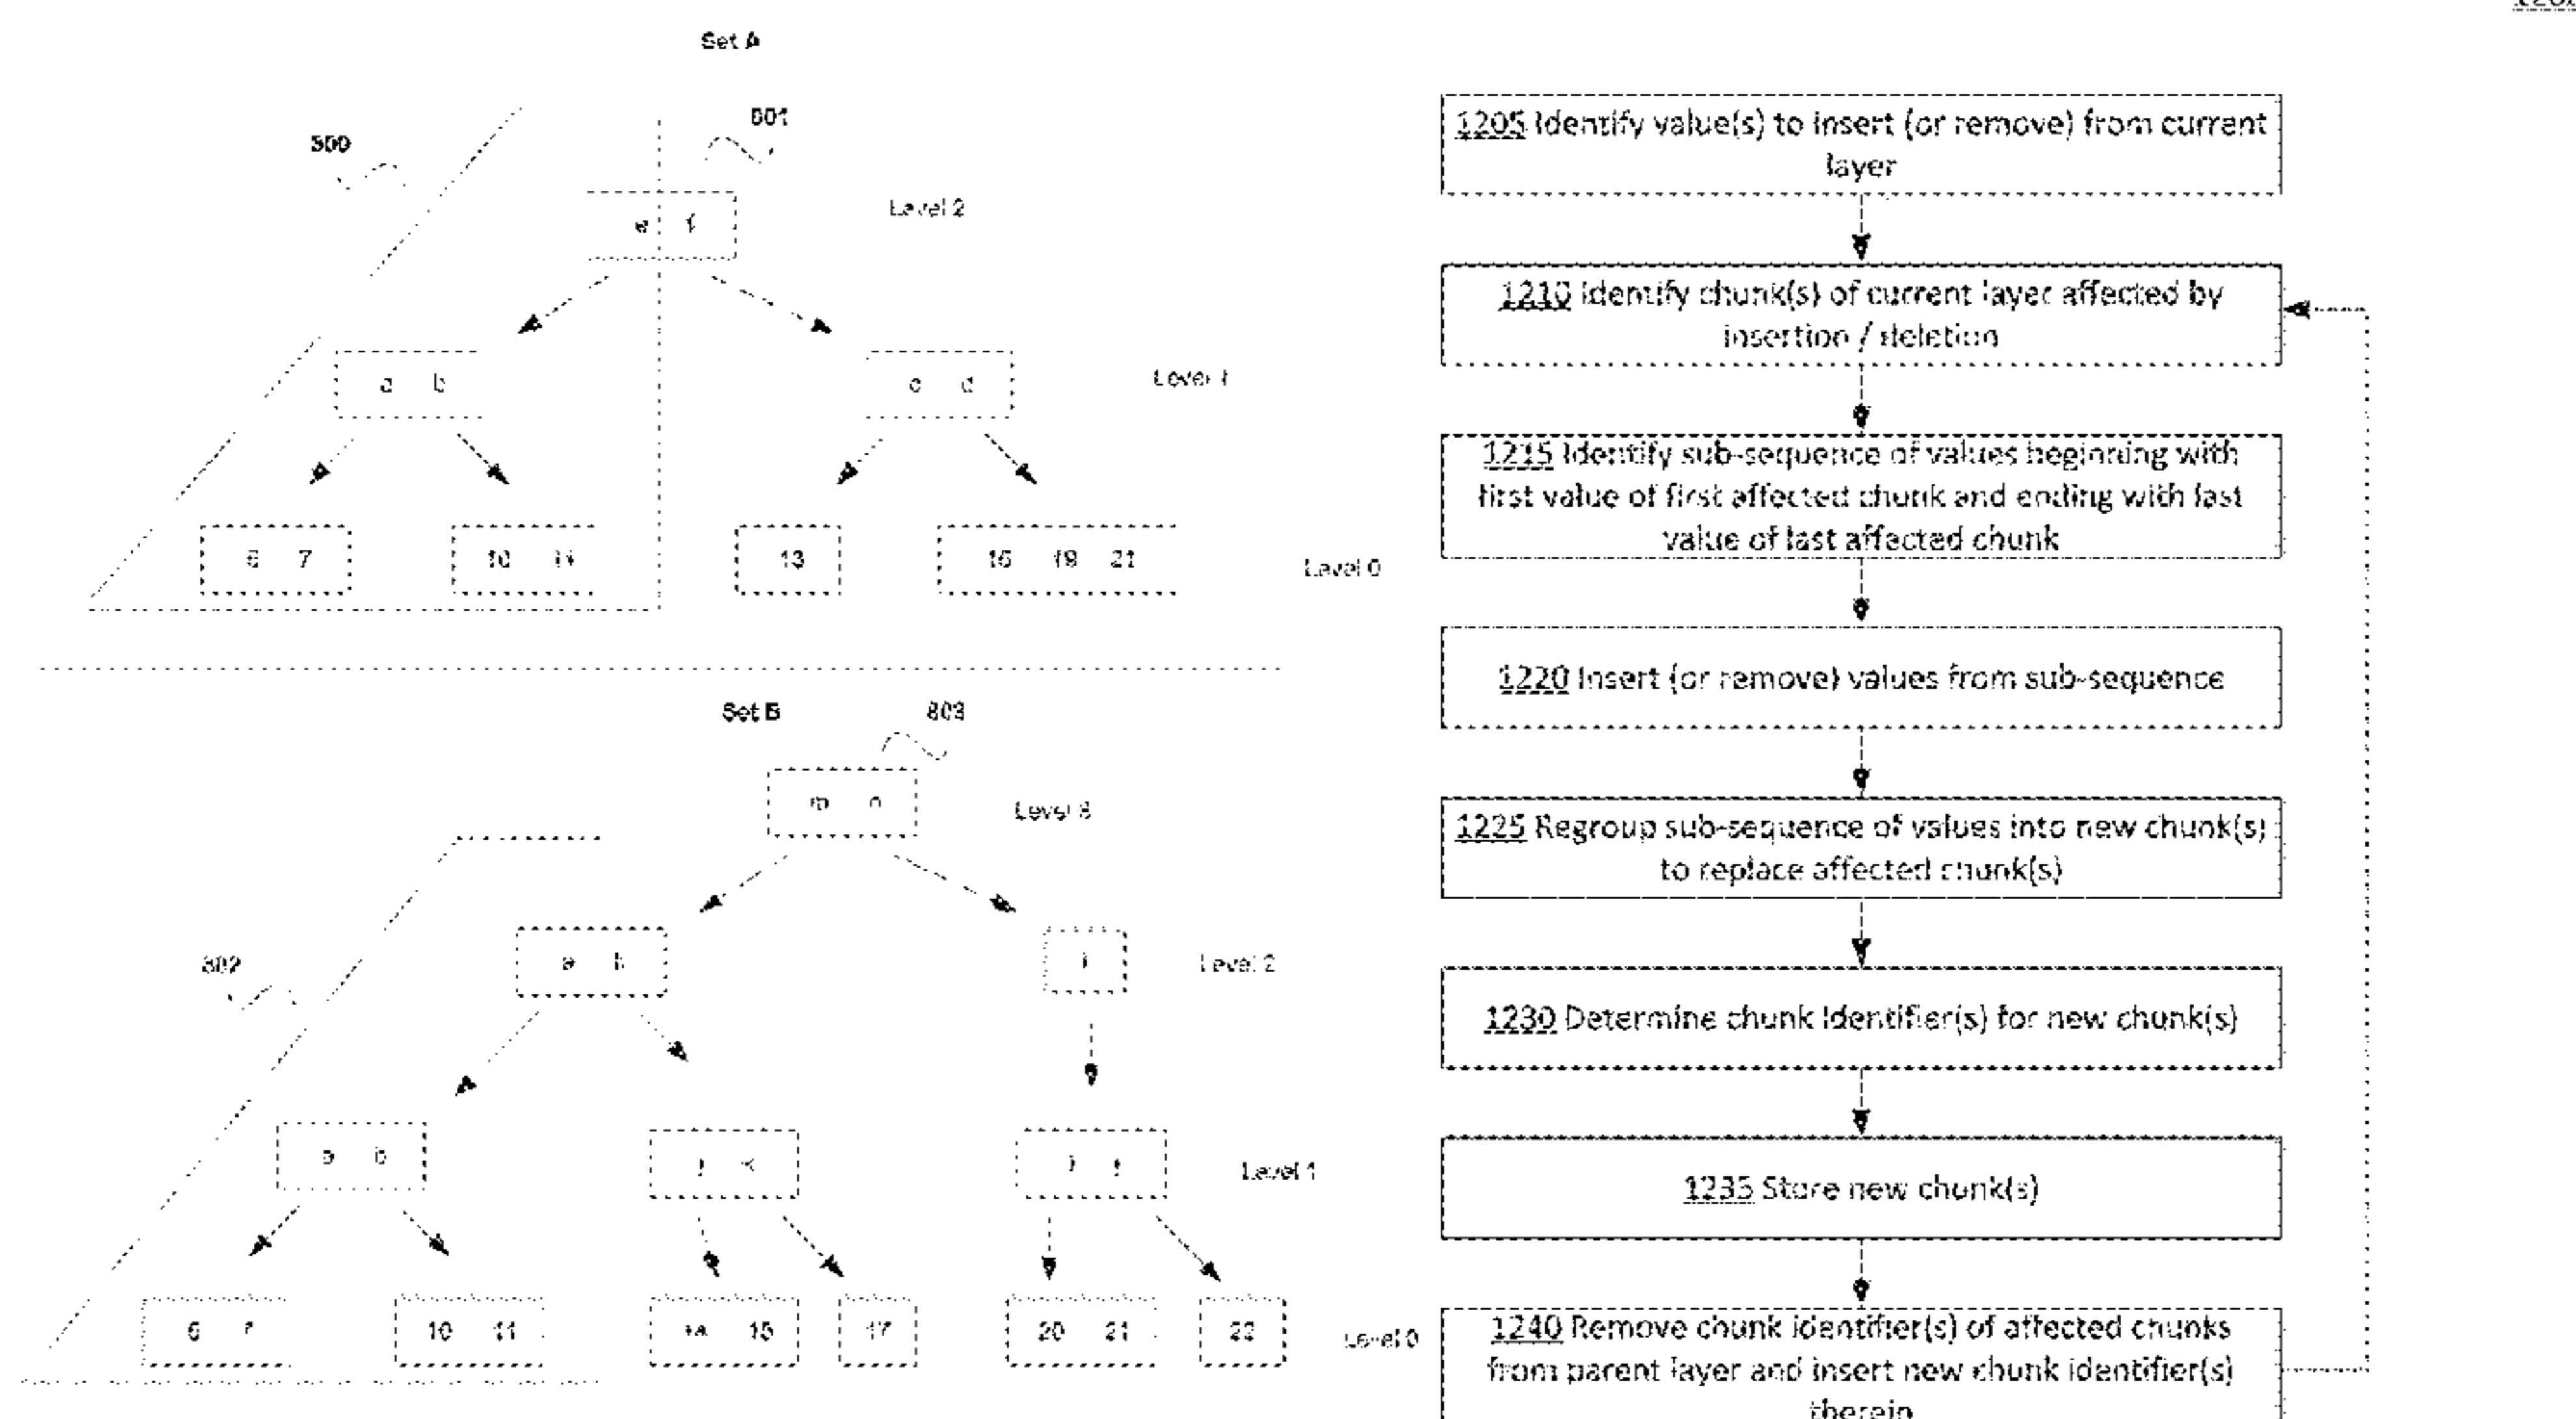 Set A
801
Level 2
Level 1
c d
6 7
10 11
13
Level 0
Set B
803
m n
Level 3
802
Level 2
a b
Level 1
10 11
15
17
20 21
22
Level 0
1205 Identify value(s) to insert (or remove) from current
layer
1210 Identify chunk(s) of current layer affected by
insertion / deletion
1215 Identify sub-sequence of values beginning with
first value of first affected chunk and ending with last
value of last affected chunk
1220 Insert (or remove) values from sub-sequence
1225 Regroup sub-sequence of values into new chunk(s)
to replace affected chunk(s)
1230 Determine chunk identifier(s) for new chunk(s)
1235 Store new chunk(s)
1240 Remove chunk identifier(s) of affected chunks
from parent layer and insert new chunk identifier(s)
therein